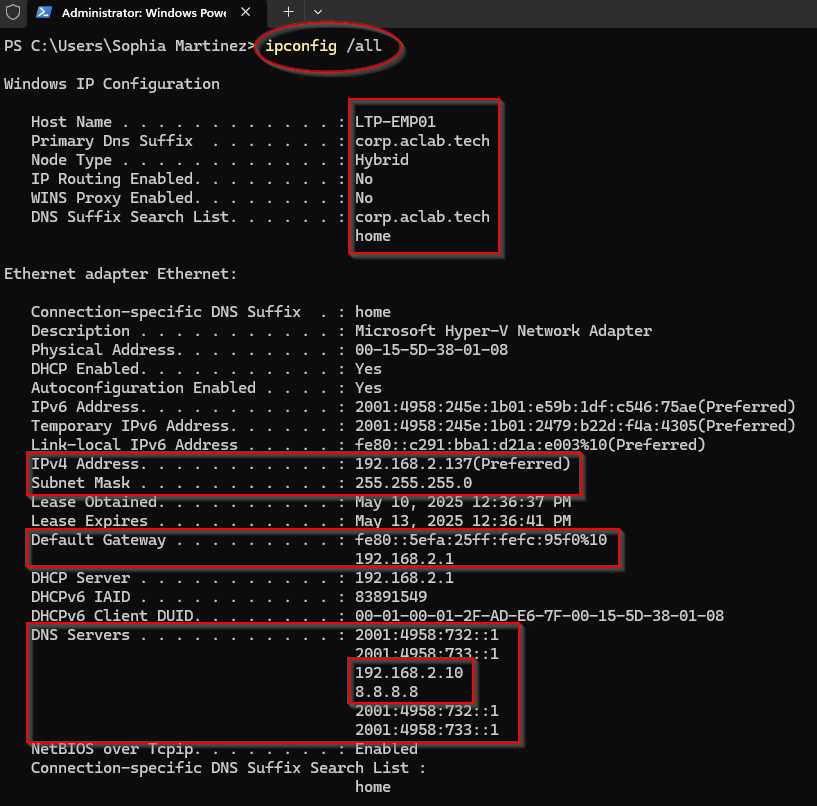 Administrator: Windows Powe
PS C:\Users\Sophia Martinez> ipconfig /all
Windows IP Configuration
Host Name . . . . . . . . . . . . : LTP-EMP01
Primary Dns Suffix  . . . . . . . : corp.aclab.tech
Node Type . . . . . . . . . . . . : Hybrid
IP Routing Enabled. . . . . . . . : No
WINS Proxy Enabled. . . . . . . . : No
DNS Suffix Search List. . . . . . : corp.aclab.tech
home
Ethernet adapter Ethernet:
Connection-specific DNS Suffix  . : home
Description . . . . . . . . . . . : Microsoft Hyper-V Network Adapter
Physical Address. . . . . . . . . : 00-15-5D-38-01-08
DHCP Enabled. . . . . . . . . . . : Yes
Autoconfiguration Enabled . . . . : Yes
IPv6 Address. . . . . . . . . . . : 2001:4958:245e:1b01:e59b:1df:c546:75ae(Preferred)
Temporary IPv6 Address. . . . . . : 2001:4958:245e:1b01:2479:b22d:f4a:4305(Preferred)
Link-local IPv6 Address . . . . . : fe80::c291:bba1:d21a:e003%10(Preferred)
IPv4 Address. . . . . . . . . . . : 192.168.2.137(Preferred)
Subnet Mask . . . . . . . . . . . : 255.255.255.0
Lease Obtained. . . . . . . . . . : May 10, 2025 12:36:37 PM
Lease Expires . . . . . . . . . . : May 13, 2025 12:36:41 PM
Default Gateway . . . . . . . . . : fe80::5efa:25ff:fefc:95f0%10
192.168.2.1
DHCP Server . . . . . . . . . . . : 192.168.2.1
DHCPv6 IAID . . . . . . . . . . . : 83891549
DHCPv6 Client DUID. . . . . . . . : 00-01-00-01-2F-AD-E6-7F-00-15-5D-38-01-08
DNS Servers . . . . . . . . . . . : 2001:4958:732::1
2001:4958:733::1
192.168.2.10
8.8.8.8
2001:4958:732::1
2001:4958:733::1
NetBIOS over Tcpip. . . . . . . . : Enabled
Connection-specific DNS Suffix Search List :
home